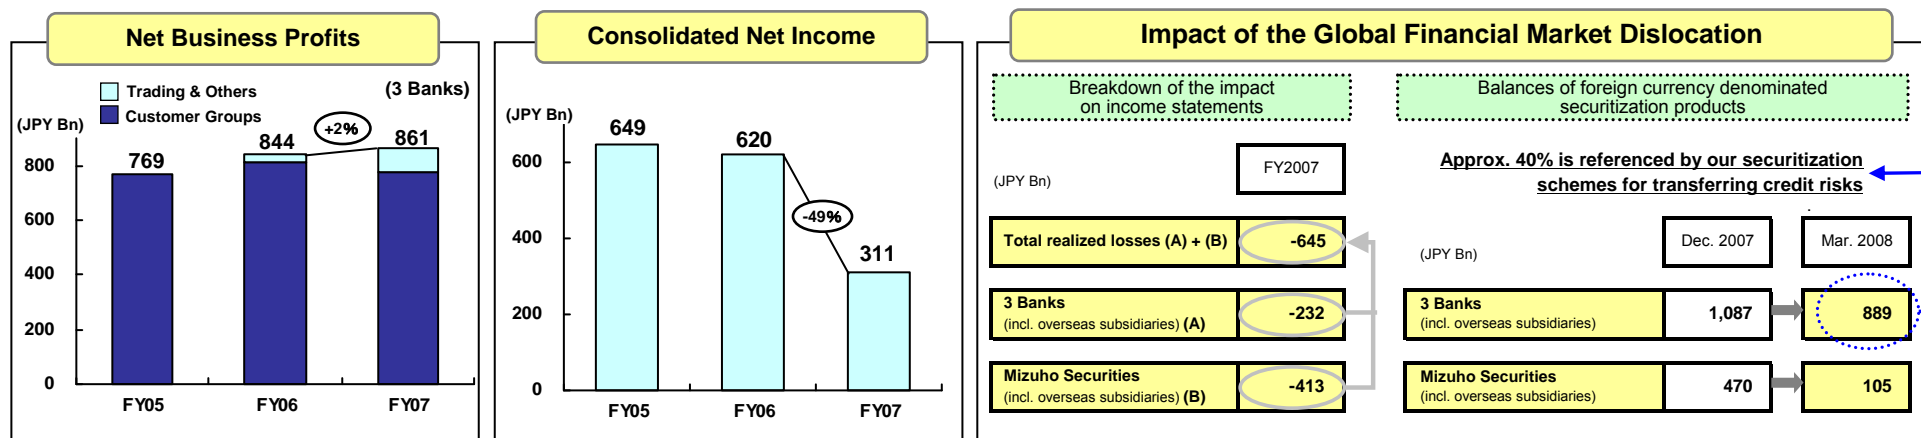 Net Business Profits
Trading & Others
(3 Banks)
Customer Groups
(JPY Bn)
+2%
769
844
861
800
600
400
200
0
FY05
FY06
FY07
Consolidated Net Income
(JPY Bn)
649
620
-49%
311
600
400
200
0
FY05
FY06
FY07
Impact of the Global Financial Market Dislocation
Breakdown of the impact
on income statements
(JPY Bn)
FY2007
Total realized losses (A) + (B)
-645
3 Banks
(incl. overseas subsidiaries) (A)
-232
Mizuho Securities
(incl. overseas subsidiaries) (B)
-413
Balances of foreign currency denominated
securitization products
Approx. 40% is referenced by our securitization
schemes for transferring credit risks
(JPY Bn)
Dec. 2007
Mar. 2008
3 Banks
(incl. overseas subsidiaries)
1,087
889
Mizuho Securities
(incl. overseas subsidiaries)
470
105